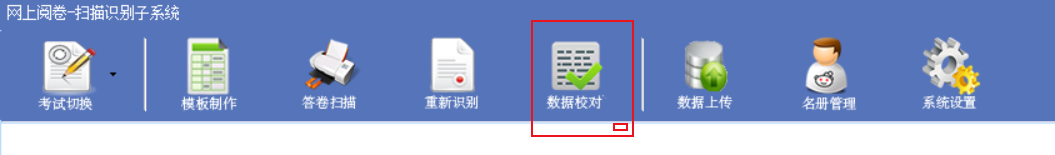 网上阅卷-扫描识别子系统
考试切换 模板制作 答卷扫描 重新识别 数据校对 数据上传 名册管理 系统设置